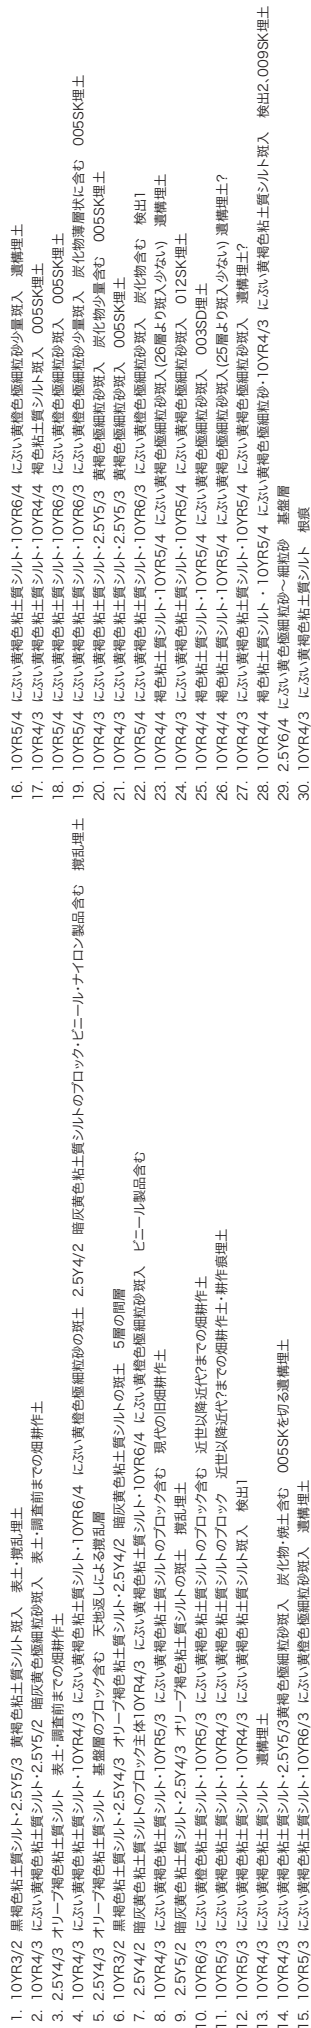 1. 10YR3/2 黒褐色粘土質シルト・2.5Y5/3 黄褐色粘土質シルト斑入 表土・撹乱埋土
2. 10YR4/3 にぶい黄褐色粘土質シルト・2.5Y5/2 暗灰黄色極細粒砂斑入 表土・調査前までの畑耕作土
3. 2.5Y4/3 オリーブ褐色粘土質シルト 表土・調査前までの畑耕作土
4. 10YR4/3 にぶい黄褐色粘土質シルト・10YR4/3 にぶい黄褐色粘土質シルト・10YR6/4 にぶい黄橙色極細粒砂の斑土 2.5Y4/2 暗灰黄色粘土質シルトのブロック・ビニール・ナイロン製品含む 撹乱埋土
5. 2.5Y4/3 オリーブ褐色粘土質シルト 基盤層のブロック含む 天地返しによる撹乱層
6. 10YR3/2 黒褐色粘土質シルト・2.5Y4/3 オリーブ褐色粘土質シルト・2.5Y4/2 暗灰黄色粘土質シルトの斑土 5層の間層
7. 2.5Y4/2 暗灰黄色粘土質シルトのブロック主体10YR4/3 にぶい黄褐色粘土質シルト・10YR6/4 にぶい黄橙色極細粒砂斑入 ビニール製品含む
8. 10YR4/3 にぶい黄褐色粘土質シルト・10YR5/3 にぶい黄褐色粘土質シルトのブロック含む 現代の旧畑耕作土
9. 2.5Y5/2 暗灰黄色粘土質シルト・2.5Y4/3 オリーブ褐色粘土質シルトの斑土 撹乱埋土
10. 10YR6/3 にぶい黄橙色粘土質シルト・10YR5/3 にぶい黄褐色粘土質シルトのブロック含む 近世以降近代?までの畑耕作土
11. 10YR5/3 にぶい黄褐色粘土質シルト・10YR4/3 にぶい黄褐色粘土質シルトのブロック 近世以降近代?までの畑耕作土・耕作痕埋土
12. 10YR5/3 にぶい黄褐色粘土質シルト・10YR4/3 にぶい黄褐色粘土質シルト斑入 検出1
13. 10YR4/3 にぶい黄褐色粘土質シルト 遺構埋土
14. 10YR4/3 にぶい黄褐色粘土質シルト・2.5Y5/3黄褐色極細粒砂斑入 炭化物・焼土含む 005SKを切る遺構埋土
15. 10YR5/3 にぶい黄褐色粘土質シルト・10YR6/3 にぶい黄橙色極細粒砂斑入 遺構埋土
16. 10YR5/4 にぶい黄褐色粘土質シルト・10YR6/4 にぶい黄橙色極細粒砂少量斑入 遺構埋土
17. 10YR4/3 にぶい黄褐色粘土質シルト・10YR4/4 褐色粘土質シルト斑入 005SK埋土
18. 10YR5/4 にぶい黄褐色粘土質シルト・10YR6/3 にぶい黄橙色極細粒砂斑入 005SK埋土
19. 10YR5/4 にぶい黄褐色粘土質シルト・10YR6/3 にぶい黄橙色極細粒砂少量斑入 炭化物薄層状に含む 005SK埋土
20. 10YR4/3 にぶい黄褐色粘土質シルト・2.5Y5/3 黄褐色極細粒砂斑入 炭化物少量含む 005SK埋土
21. 10YR4/3 にぶい黄褐色粘土質シルト・2.5Y5/3 黄褐色極細粒砂斑入 005SK埋土
22. 10YR5/4 にぶい黄褐色粘土質シルト・10YR6/3 にぶい黄橙色極細粒砂斑入 炭化物含む 検出1
23. 10YR4/4 褐色粘土質シルト・10YR5/4 にぶい黄褐色極細粒砂斑入(26層より斑入少ない) 遺構埋土
24. 10YR4/3 にぶい黄褐色粘土質シルト・10YR5/4 にぶい黄褐色極細粒砂斑入 012SK埋土
25. 10YR4/4 褐色粘土質シルト・10YR5/4 にぶい黄褐色極細粒砂斑入 003SD埋土
26. 10YR4/4 褐色粘土質シルト・10YR5/4 にぶい黄褐色極細粒砂斑入(25層より斑入少ない) 遺構埋土?
27. 10YR4/3 にぶい黄褐色粘土質シルト・10YR5/4 にぶい黄褐色極細粒砂斑入 遺構埋土?
28. 10YR4/4 褐色粘土質シルト・10YR5/4 にぶい黄褐色極細粒砂・10YR4/3 にぶい黄褐色粘土質シルト斑入 検出2、009SK埋土
29. 2.5Y6/4 にぶい黄色極細粒砂～細粒砂 基盤層
30. 10YR4/3 にぶい黄褐色粘土質シルト 根痕